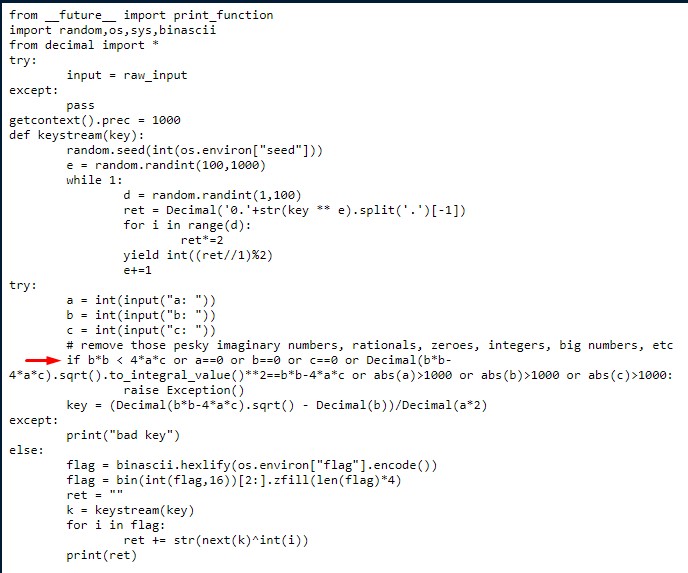 from __future__ import print_function
import random,os,sys,binascii
from decimal import *
try:
        input = raw_input
except:
        pass
getcontext().prec = 1000
def keystream(key):
        random.seed(int(os.environ["seed"]))
        e = random.randint(100,1000)
        while 1:
                d = random.randint(1,100)
                ret = Decimal('0.'+str(key ** e).split('.')[-1])
                for i in range(d):
                        ret*=2
                yield int((ret//1)%2)
                e+=1
try:
        a = int(input("a: "))
        b = int(input("b: "))
        c = int(input("c: "))
        # remove those pesky imaginary numbers, rationals, zeroes, integers, big numbers, etc
        if b*b < 4*a*c or a==0 or b==0 or c==0 or Decimal(b*b-
4*a*c).sqrt().to_integral_value()**2==b*b-4*a*c or abs(a)>1000 or abs(b)>1000 or abs(c)>1000:
                raise Exception()
        key = (Decimal(b*b-4*a*c).sqrt() - Decimal(b))/Decimal(a*2)
except:
        print("bad key")
else:
        flag = binascii.hexlify(os.environ["flag"].encode())
        flag = bin(int(flag,16))[2:].zfill(len(flag)*4)
        ret = ""
        k = keystream(key)
        for i in flag:
                ret += str(next(k)^int(i))
        print(ret)